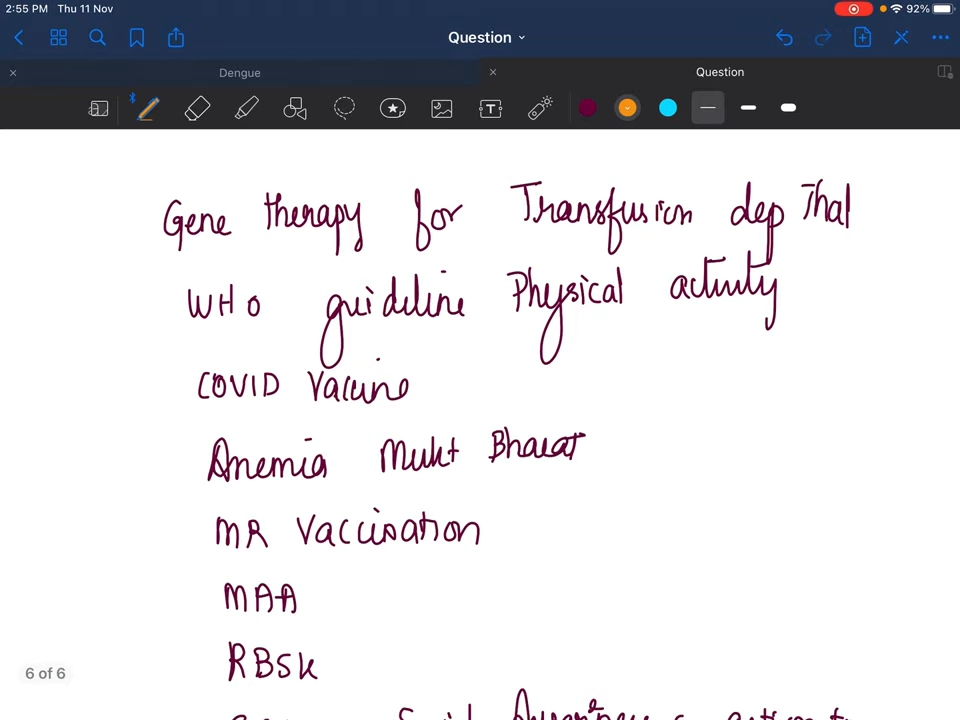 2:55 PM Thu 11 Nov 92%
Question
Dengue Question
T
Gene therapy for Transfusion dep Thal
WHO guideline Physical activity
COVID Vaccine
Anemia Mukt Bharat
MR Vaccination
MAA
RBSK
6 of 6